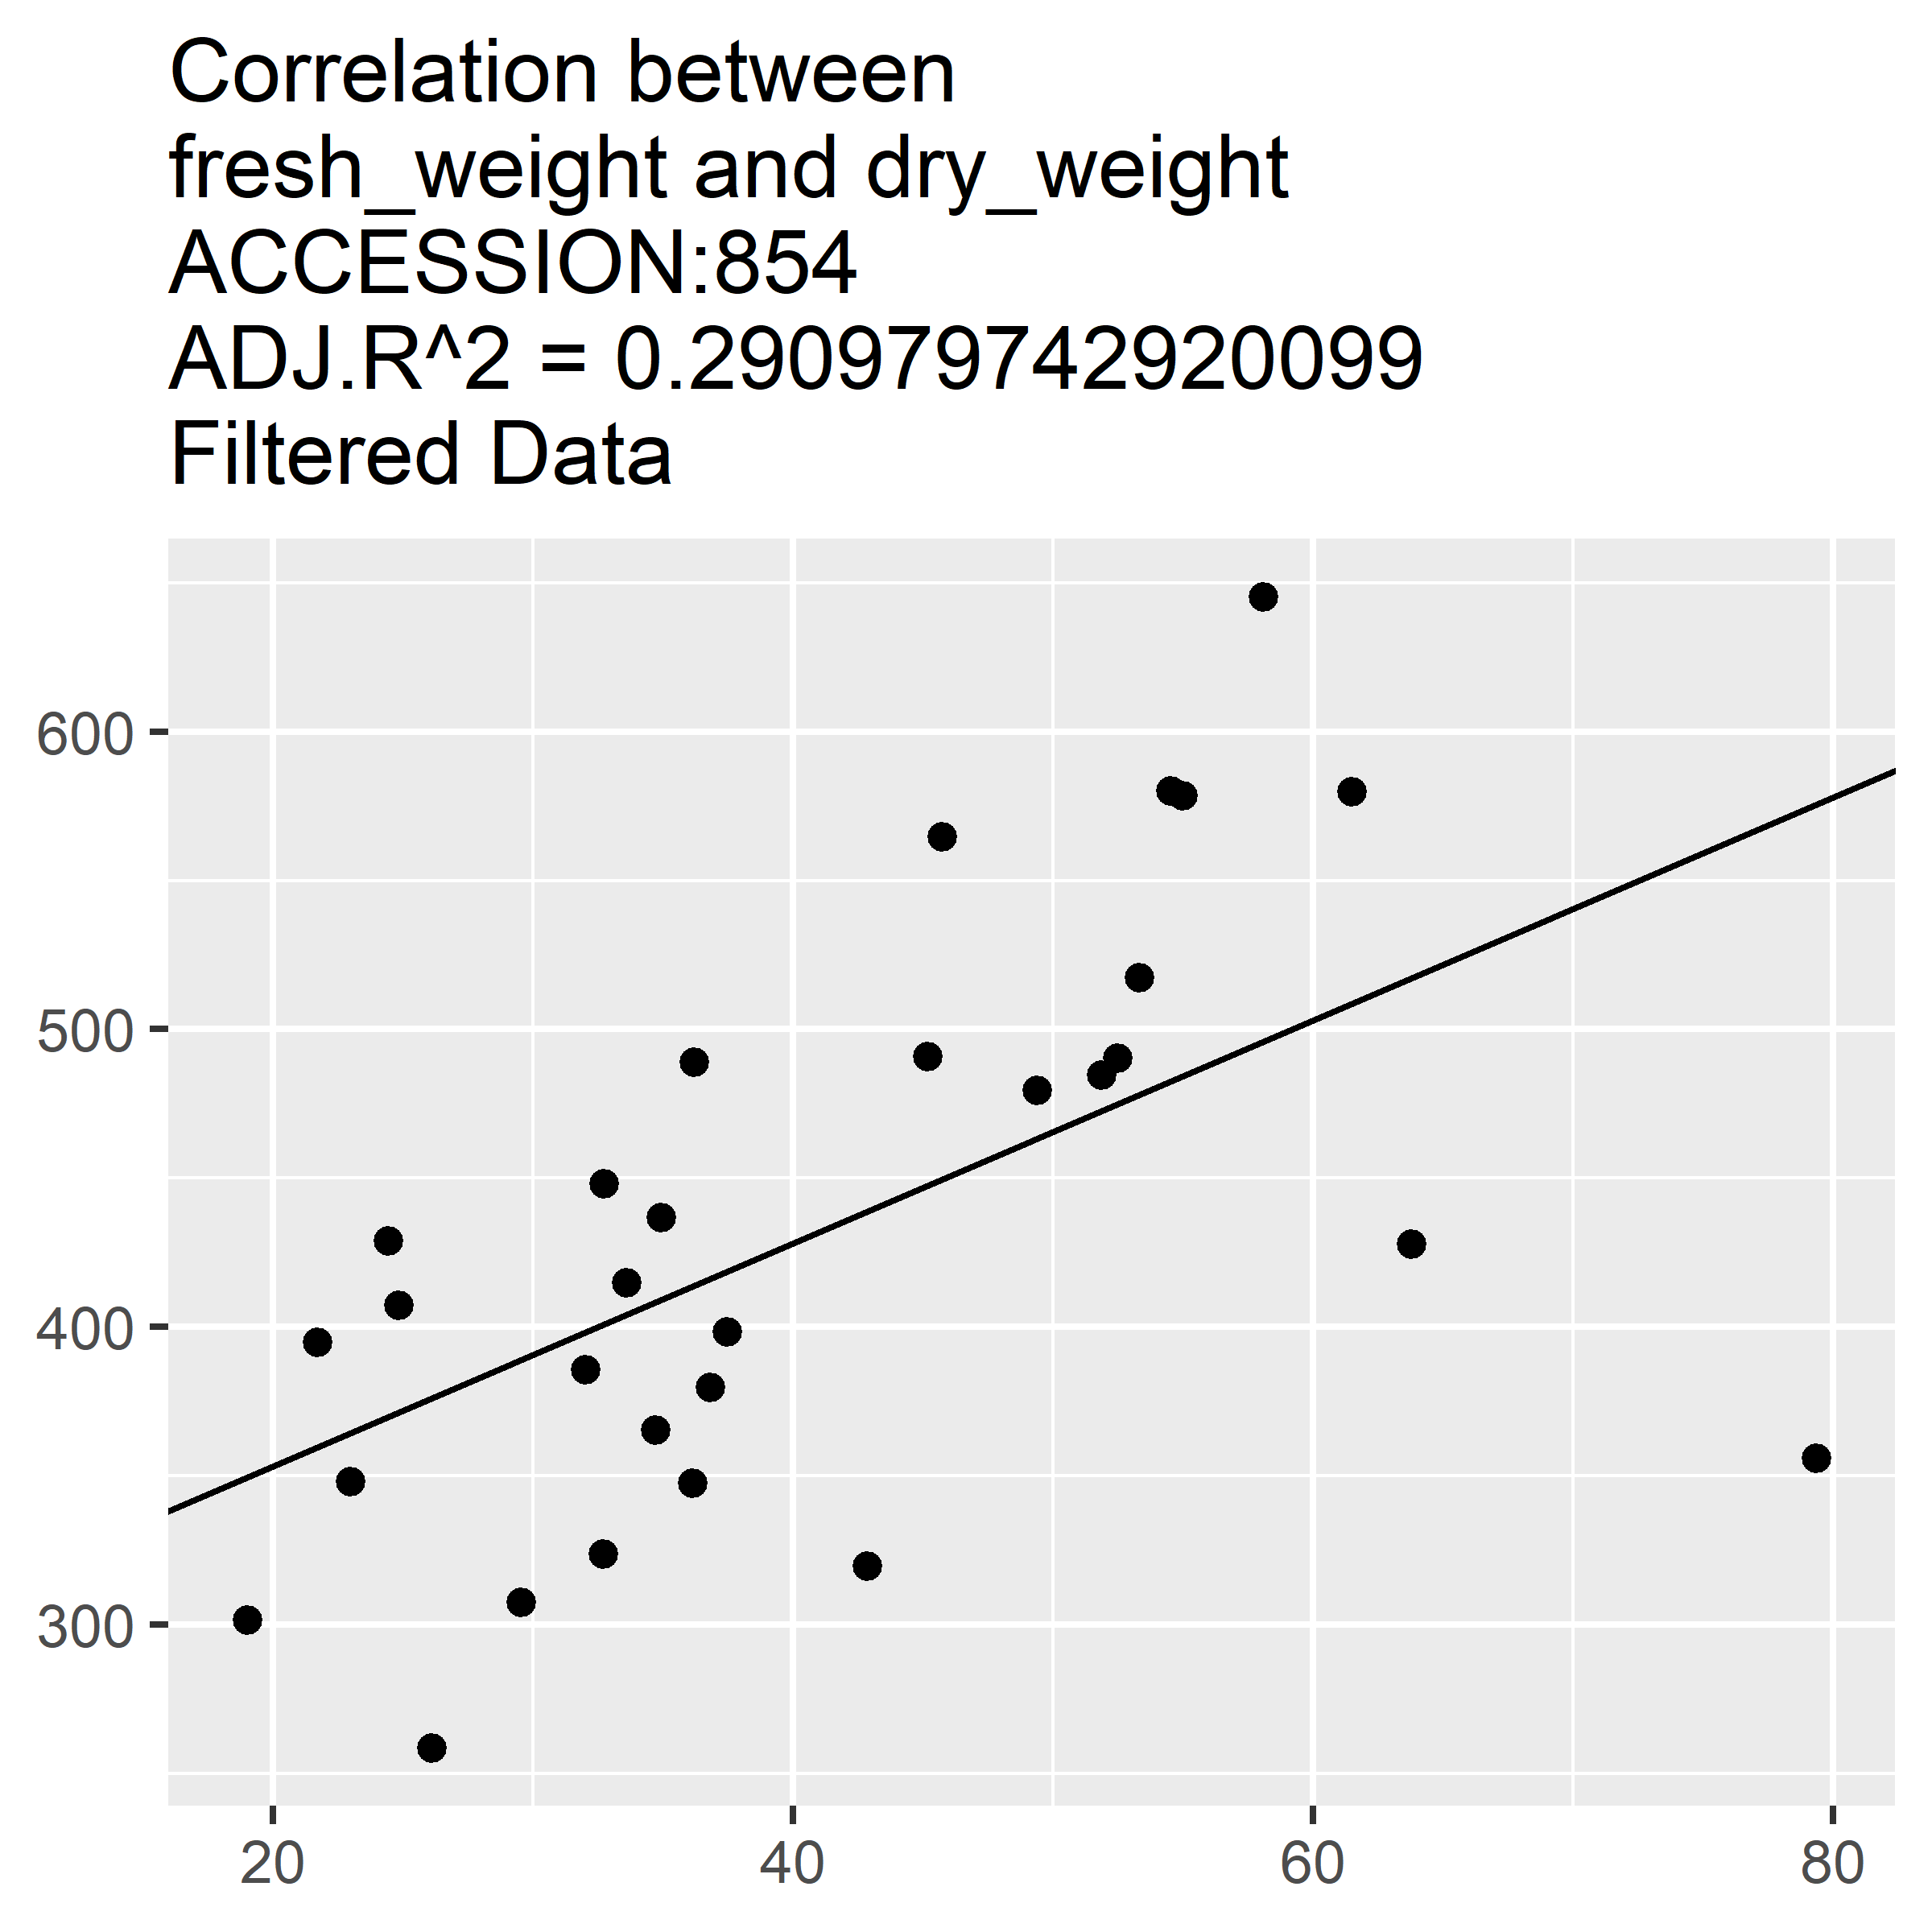 Correlation between
fresh_weight and dry_weight
ACCESSION:854
ADJ.R^2 = 0.290979742920099
Filtered Data
600
500
400
300
20 40 60 80